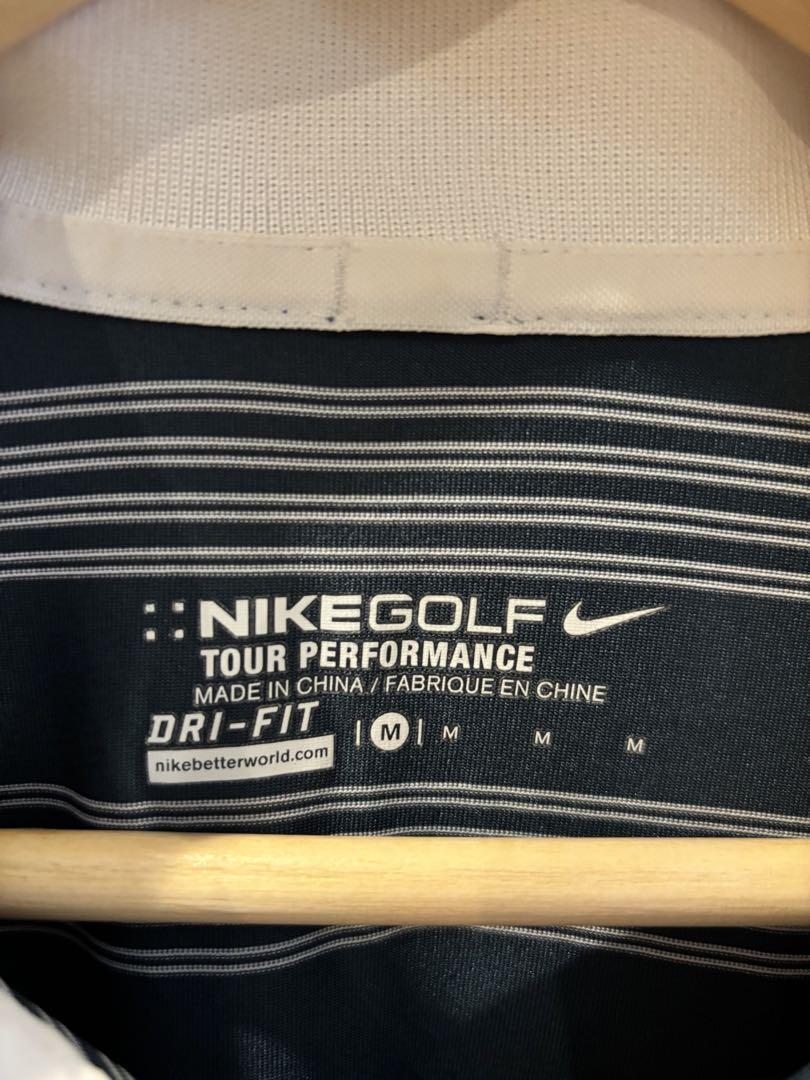 NIKEGOLF
TOUR PERFORMANCE
MADE IN CHINA / FABRIQUE EN CHINE
DRI-FIT | M | M M M
nikebetterworld.com